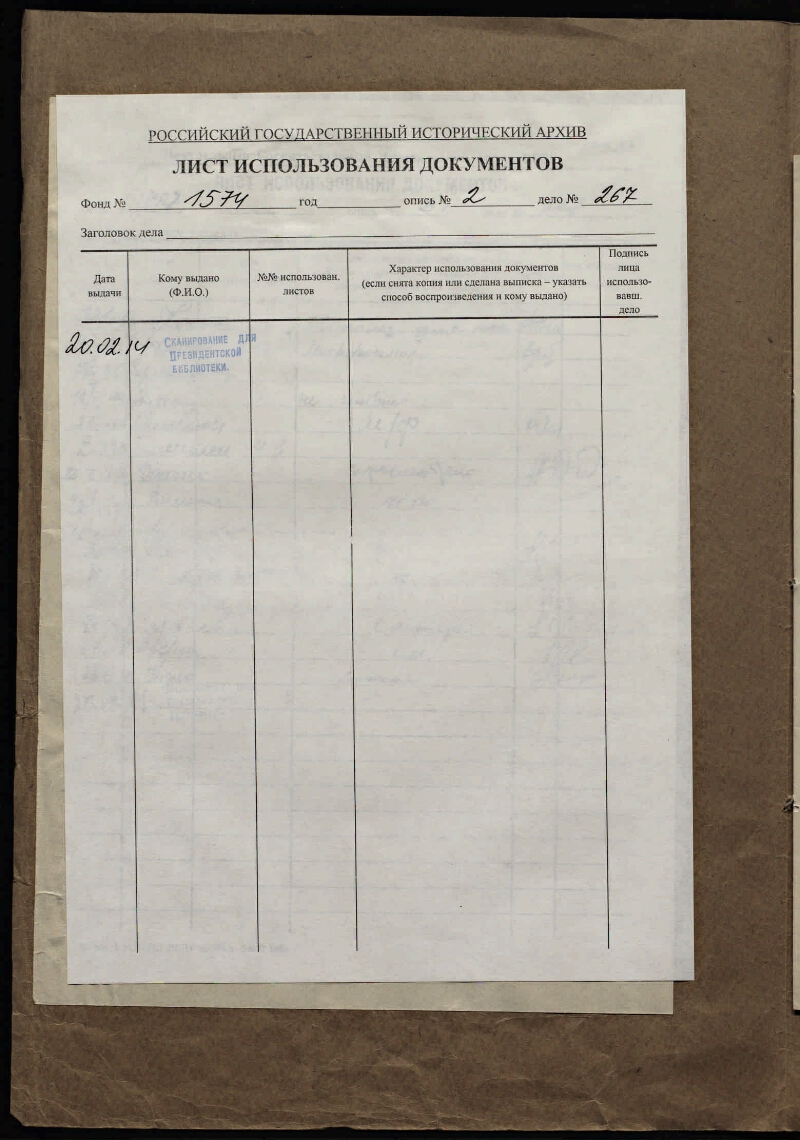 РОССИЙСКИЙ ГОСУДАРСТВЕННЫЙ ИСТОРИЧЕСКИЙ АРХИВ
ЛИСТ ИСПОЛЬЗОВАНИЯ ДОКУМЕНТОВ
Фонд № 1574 год опись № 2 дело № 267
Заголовок дела
Дата выдачи
Кому выдано (Ф.И.О.)
№№ использован. листов
Характер использования документов
(если снята копия или сделана выписка – указать
способ воспроизведения и кому выдано)
Подпись
лица
использо-
вавш.
дело
20.02.14
СКАНИРОВАНИЕ ДЛЯ
ПРЕЗИДЕНТСКОЙ
БИБЛИОТЕКИ.